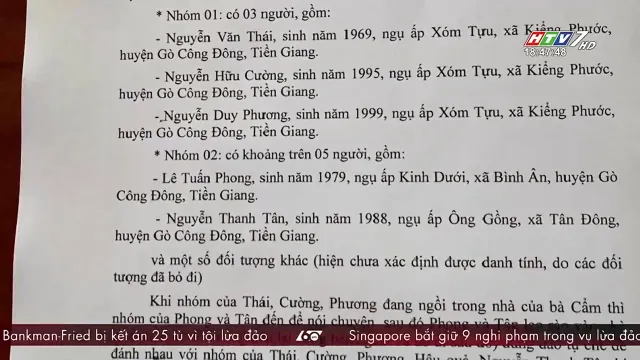 * Nhóm 01: có 03 người, gồm:
- Nguyễn Văn Thái, sinh năm 1969, ngụ ấp Xóm Tựu, xã Kiểng Phước,
huyện Gò Công Đông, Tiền Giang.
- Nguyễn Hữu Cường, sinh năm 1995, ngụ ấp Xóm Tựu, xã Kiểng Phước,
huyện Gò Công Đông, Tiền Giang.
- Nguyễn Duy Phương, sinh năm 1999, ngụ ấp Xóm Tựu, xã Kiểng Phước,
huyện Gò Công Đông, Tiền Giang.
* Nhóm 02: có khoảng trên 05 người, gồm:
- Lê Tuấn Phong, sinh năm 1979, ngụ ấp Kinh Dưới, xã Bình Ân, huyện Gò
Công Đông, Tiền Giang.
- Nguyễn Thanh Tân, sinh năm 1988, ngụ ấp Ông Gồng, xã Tân Đông,
huyện Gò Công Đông, Tiền Giang.
và một số đối tượng khác (hiện chưa xác định được danh tính, do các đối
tượng đã bỏ đi)
Khi nhóm của Thái, Cường, Phương đang ngồi trong nhà của bà Cẩm thì
nhóm của Phong và Tân đến để nói chuyện, sau đó Phong và Tân
đánh nhau với nhóm của Thái, Cường, Phương
HTV7 HD
18:47:48
Bankman-Fried bị kết án 25 tù vì tội lừa đảo
60
Singapore bắt giữ 9 nghi phạm trong vụ lừa đảo